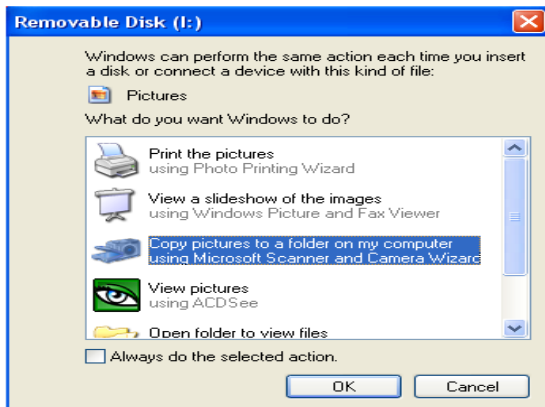 Removable Disk (I:)
Windows can perform the same action each time you insert
a disk or connect a device with this kind of file:
Pictures
What do you want Windows to do?
Print the pictures
using Photo Printing Wizard
View a slideshow of the images
using Windows Picture and Fax Viewer
Copy pictures to a folder on my computer
using Microsoft Scanner and Camera Wizard
View pictures
using ACDSee
Open folder to view files
Always do the selected action.
OK
Cancel